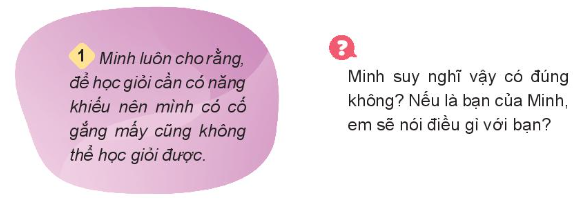 1 Minh luôn cho rằng,
để học giỏi cần có năng
khiếu nên mình có cố
gắng mấy cũng không
thể học giỏi được.
?
Minh suy nghĩ vậy có đúng
không? Nếu là bạn của Minh,
em sẽ nói điều gì với bạn?